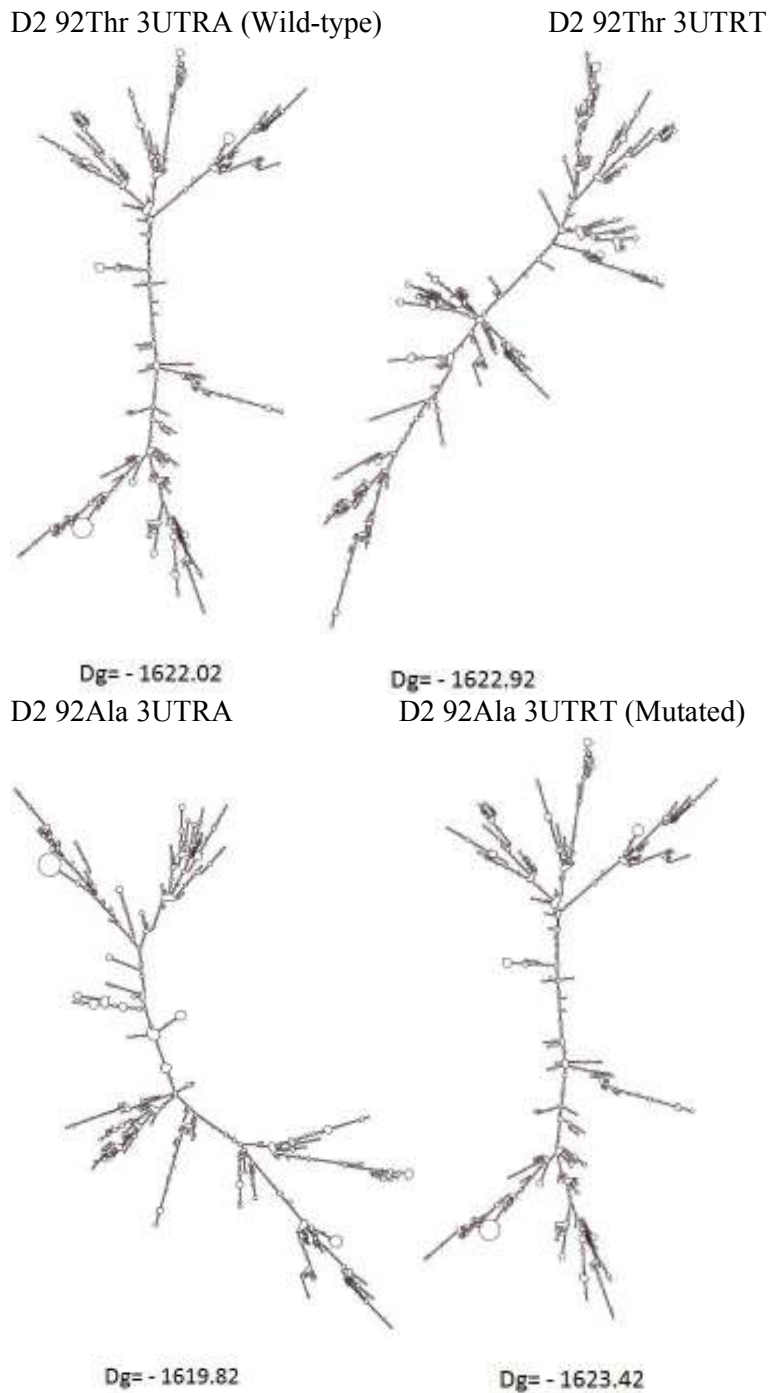 D2 92Thr 3UTRA (Wild-type) D2 92Thr 3UTRT
Dg= - 1622.02 Dg= - 1622.92
D2 92Ala 3UTRA D2 92Ala 3UTRT (Mutated)
Dg= - 1619.82 Dg= - 1623.42